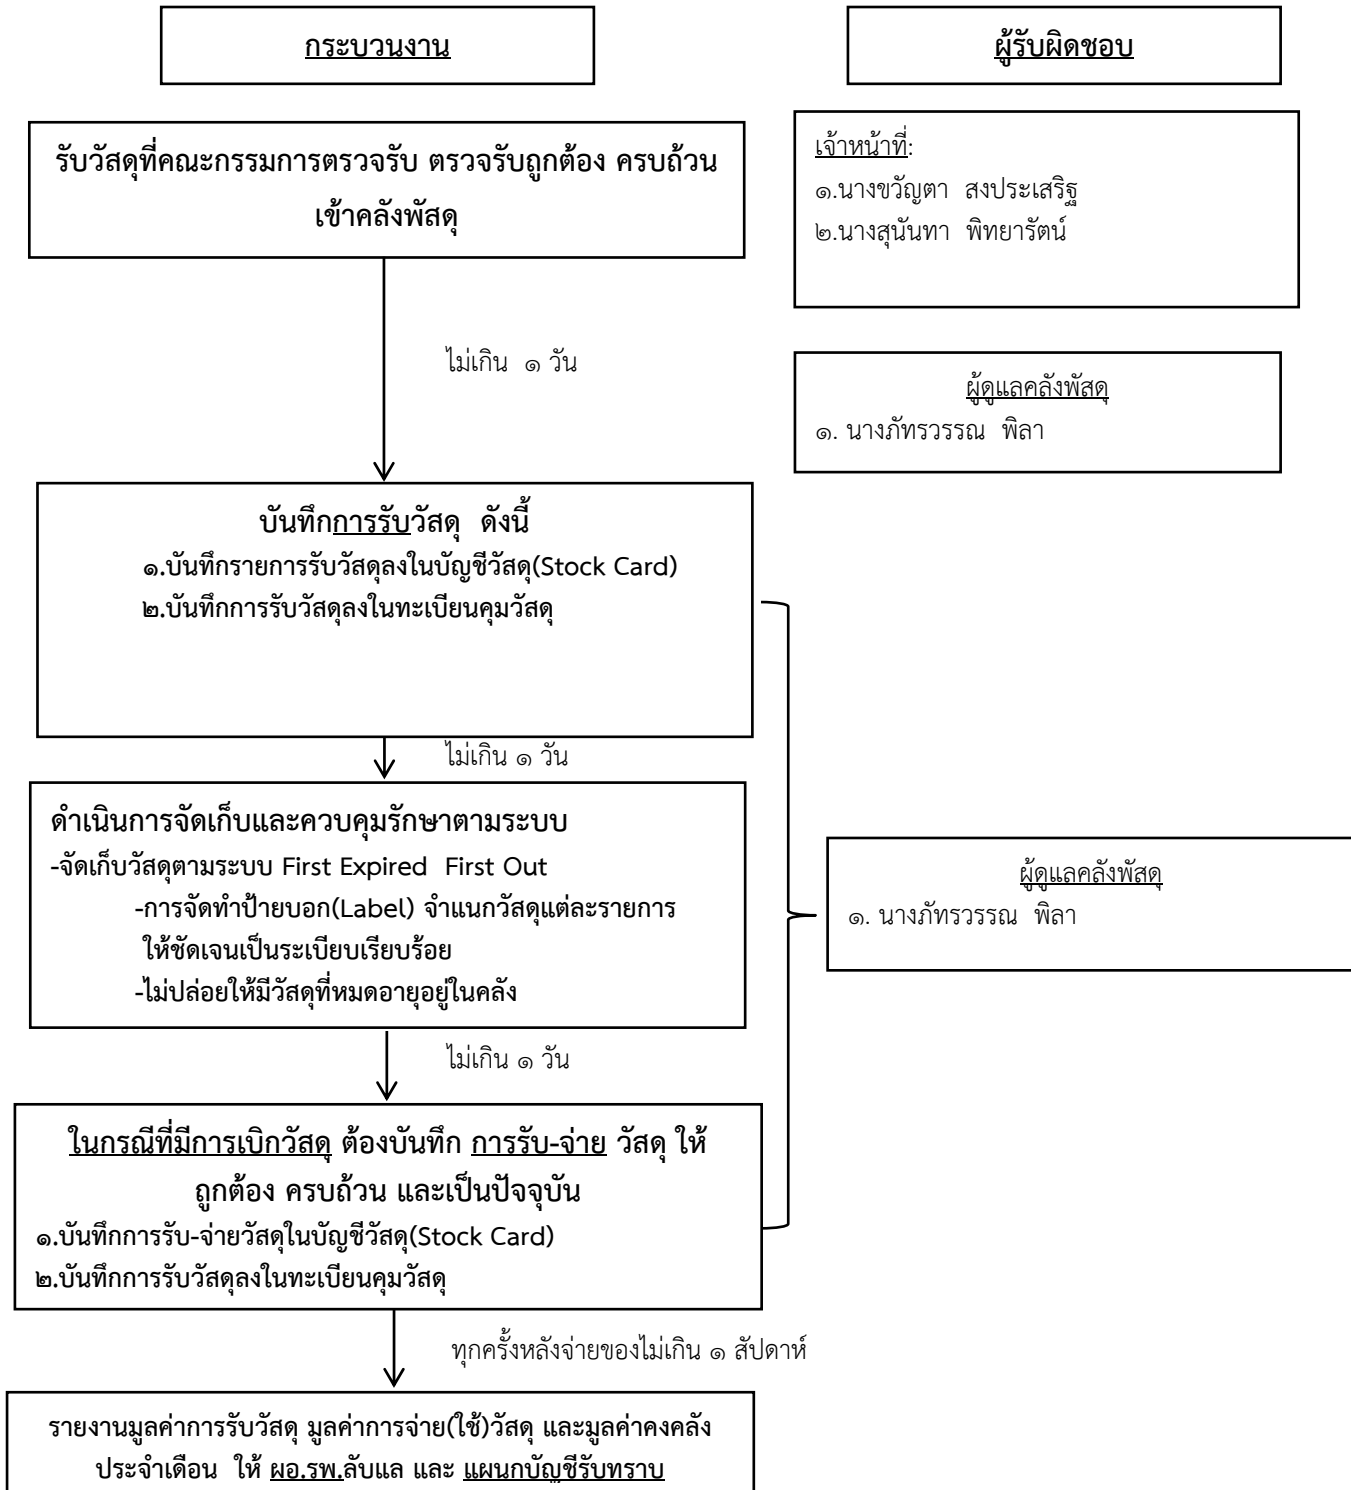 กระบวนงาน
ผู้รับผิดชอบ
รับวัสดุที่คณะกรรมการตรวจรับ ตรวจรับถูกต้อง ครบถ้วน
เข้าคลังพัสดุ
เจ้าหน้าที่:
๑.นางขวัญตา สงประเสริฐ
๒.นางสุนันทา พิทยารัตน์
ไม่เกิน ๑ วัน
ผู้ดูแลคลังพัสดุ
๑. นางภัทรวรรณ พิลา
บันทึกการรับวัสดุ ดังนี้
๑.บันทึกรายการรับวัสดุลงในบัญชีวัสดุ(Stock Card)
๒.บันทึกการรับวัสดุลงในทะเบียนคุมวัสดุ
ไม่เกิน ๑ วัน
ดำเนินการจัดเก็บและควบคุมรักษาตามระบบ
-จัดเก็บวัสดุตามระบบ First Expired First Out
-การจัดทำป้ายบอก(Label) จำแนกวัสดุแต่ละรายการ
ให้ชัดเจนเป็นระเบียบเรียบร้อย
-ไม่ปล่อยให้มีวัสดุที่หมดอายุอยู่ในคลัง
ผู้ดูแลคลังพัสดุ
๑. นางภัทรวรรณ พิลา
ไม่เกิน ๑ วัน
ในกรณีที่มีการเบิกวัสดุ ต้องบันทึก การรับ-จ่าย วัสดุ ให้
ถูกต้อง ครบถ้วน และเป็นปัจจุบัน
๑.บันทึกการรับ-จ่ายวัสดุในบัญชีวัสดุ(Stock Card)
๒.บันทึกการรับวัสดุลงในทะเบียนคุมวัสดุ
ทุกครั้งหลังจ่ายของไม่เกิน ๑ สัปดาห์
รายงานมูลค่าการรับวัสดุ มูลค่าการจ่าย(ใช้)วัสดุ และมูลค่าคงคลัง
ประจำเดือน ให้ ผอ.รพ.ลับแล และ แผนกบัญชีรับทราบ